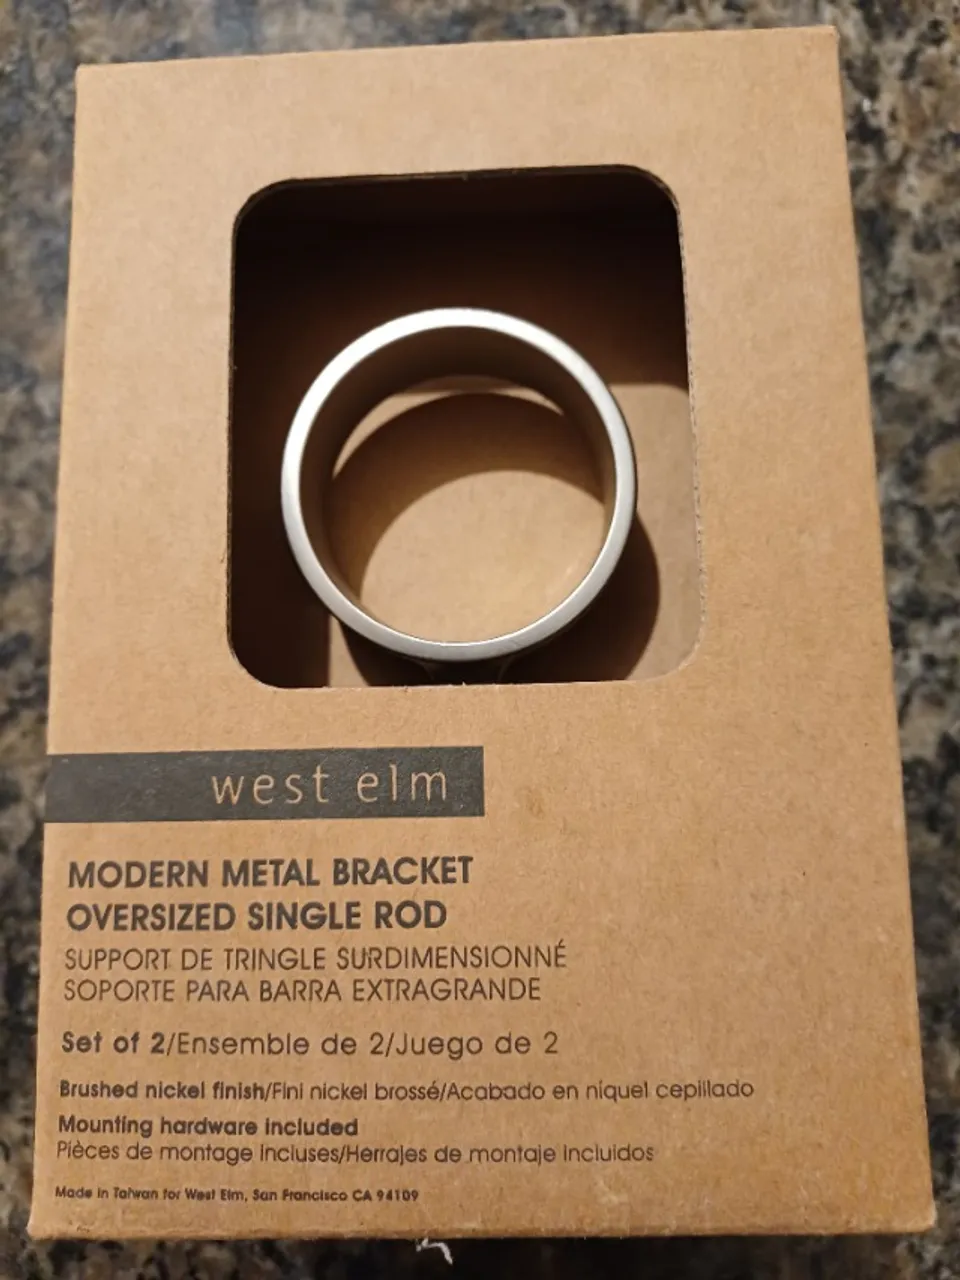 west elm
MODERN METAL BRACKET
OVERSIZED SINGLE ROD
SUPPORT DE TRINGLE SURDIMENSIONNÉ
SOPORTE PARA BARRA EXTRAGRANDE
Set of 2/Ensemble de 2/Juego de 2
Brushed nickel finish/Fini nickel brossé/Acabado en níquel cepillado
Mounting hardware included
Pièces de montage incluses/Herrajes de montaje incluidos
Made in Taiwan for West Elm, San Francisco CA 94109